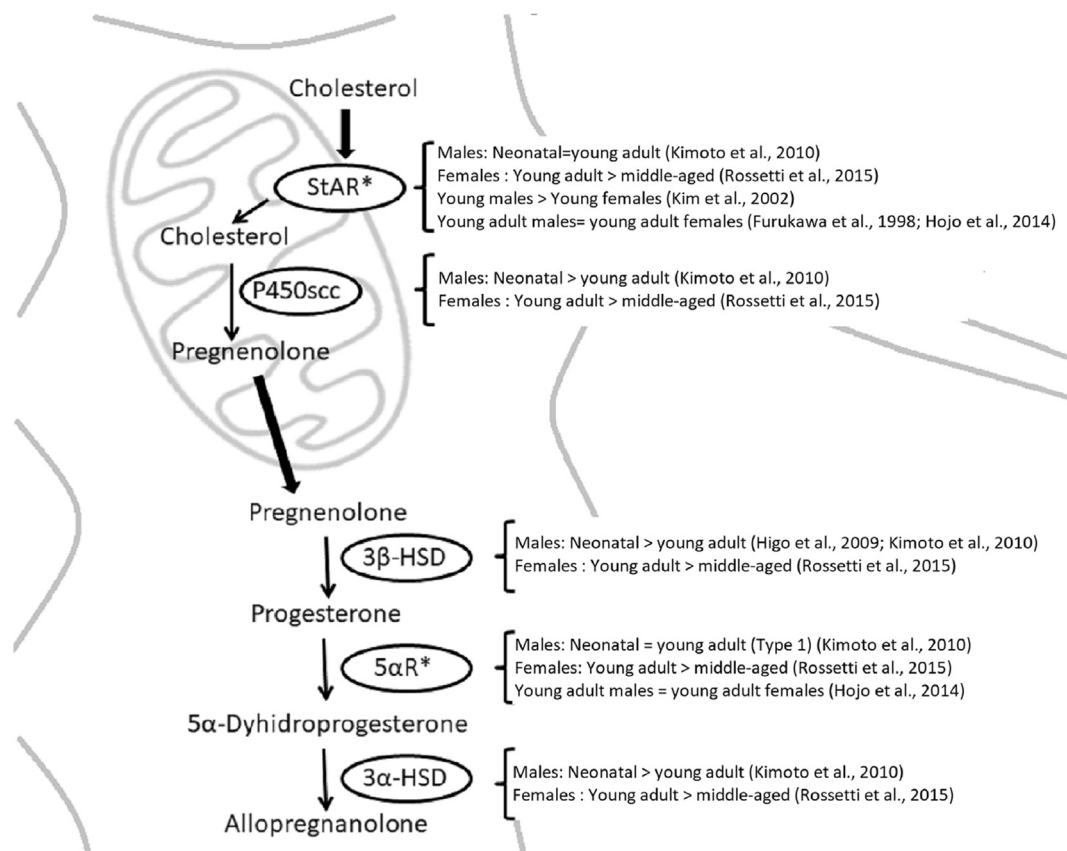 Cholesterol
StAR*
Males: Neonatal=young adult (Kimoto et al., 2010)
Females : Young adult > middle-aged (Rossetti et al., 2015)
Young males > Young females (Kim et al., 2002)
Young adult males= young adult females (Furukawa et al., 1998; Hojo et al., 2014)
Cholesterol
P450scc
Males: Neonatal > young adult (Kimoto et al., 2010)
Females : Young adult > middle-aged (Rossetti et al., 2015)
Pregnenolone
Pregnenolone
3β-HSD
Males: Neonatal > young adult (Higo et al., 2009; Kimoto et al., 2010)
Females : Young adult > middle-aged (Rossetti et al., 2015)
Progesterone
5αR*
Males: Neonatal = young adult (Type 1) (Kimoto et al., 2010)
Females: Young adult > middle-aged (Rossetti et al., 2015)
Young adult males = young adult females (Hojo et al., 2014)
5α-Dyhidroprogesterone
3α-HSD
Males: Neonatal > young adult (Kimoto et al., 2010)
Females : Young adult > middle-aged (Rossetti et al., 2015)
Allopregnanolone